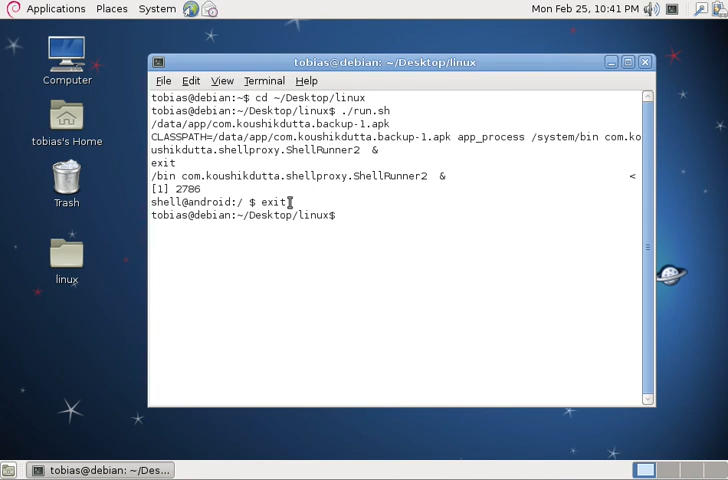 Applications Places System Mon Feb 25, 10:41 PM
Computer
tobias's Home
Trash
linux
tobias@debian: ~/Desktop/linux
File Edit View Terminal Help
tobias@debian:~$ cd ~/Desktop/linux
tobias@debian:~/Desktop/linux$ ./run.sh
/data/app/com.koushikdutta.backup-1.apk
CLASSPATH=/data/app/com.koushikdutta.backup-1.apk app_process /system/bin com.ko
ushikdutta.shellproxy.ShellRunner2 &
exit
/bin com.koushikdutta.shellproxy.ShellRunner2 & <
[1] 2786
shell@android:/ $ exit
tobias@debian:~/Desktop/linux$
tobias@debian: ~/Des...